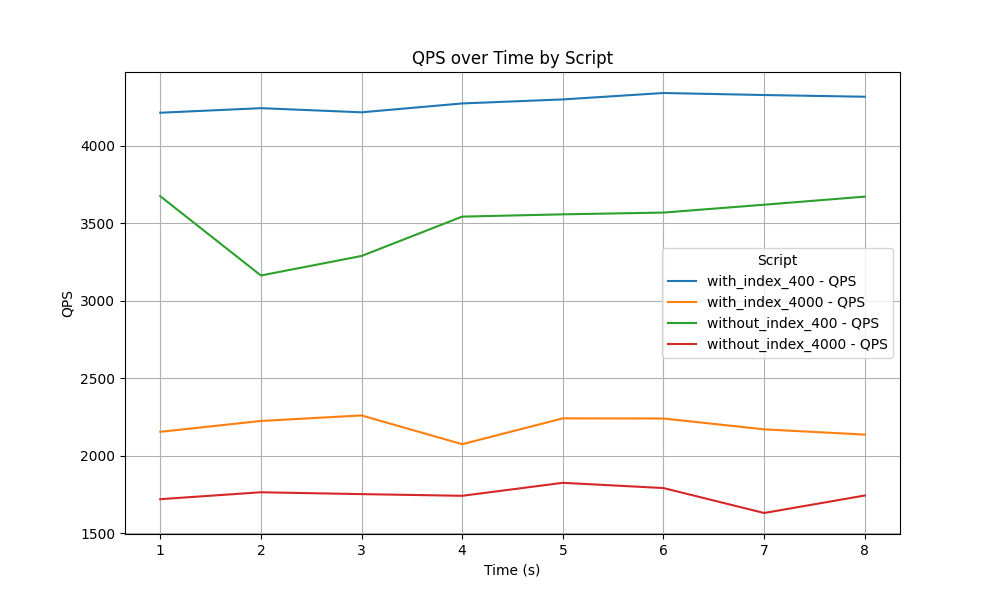 QPS over Time by Script
4000
3500
3000
2500
2000
1500
QPS
Script
with_index_400 - QPS
with_index_4000 - QPS
without_index_400 - QPS
without_index_4000 - QPS
1 2 3 4 5 6 7 8
Time (s)